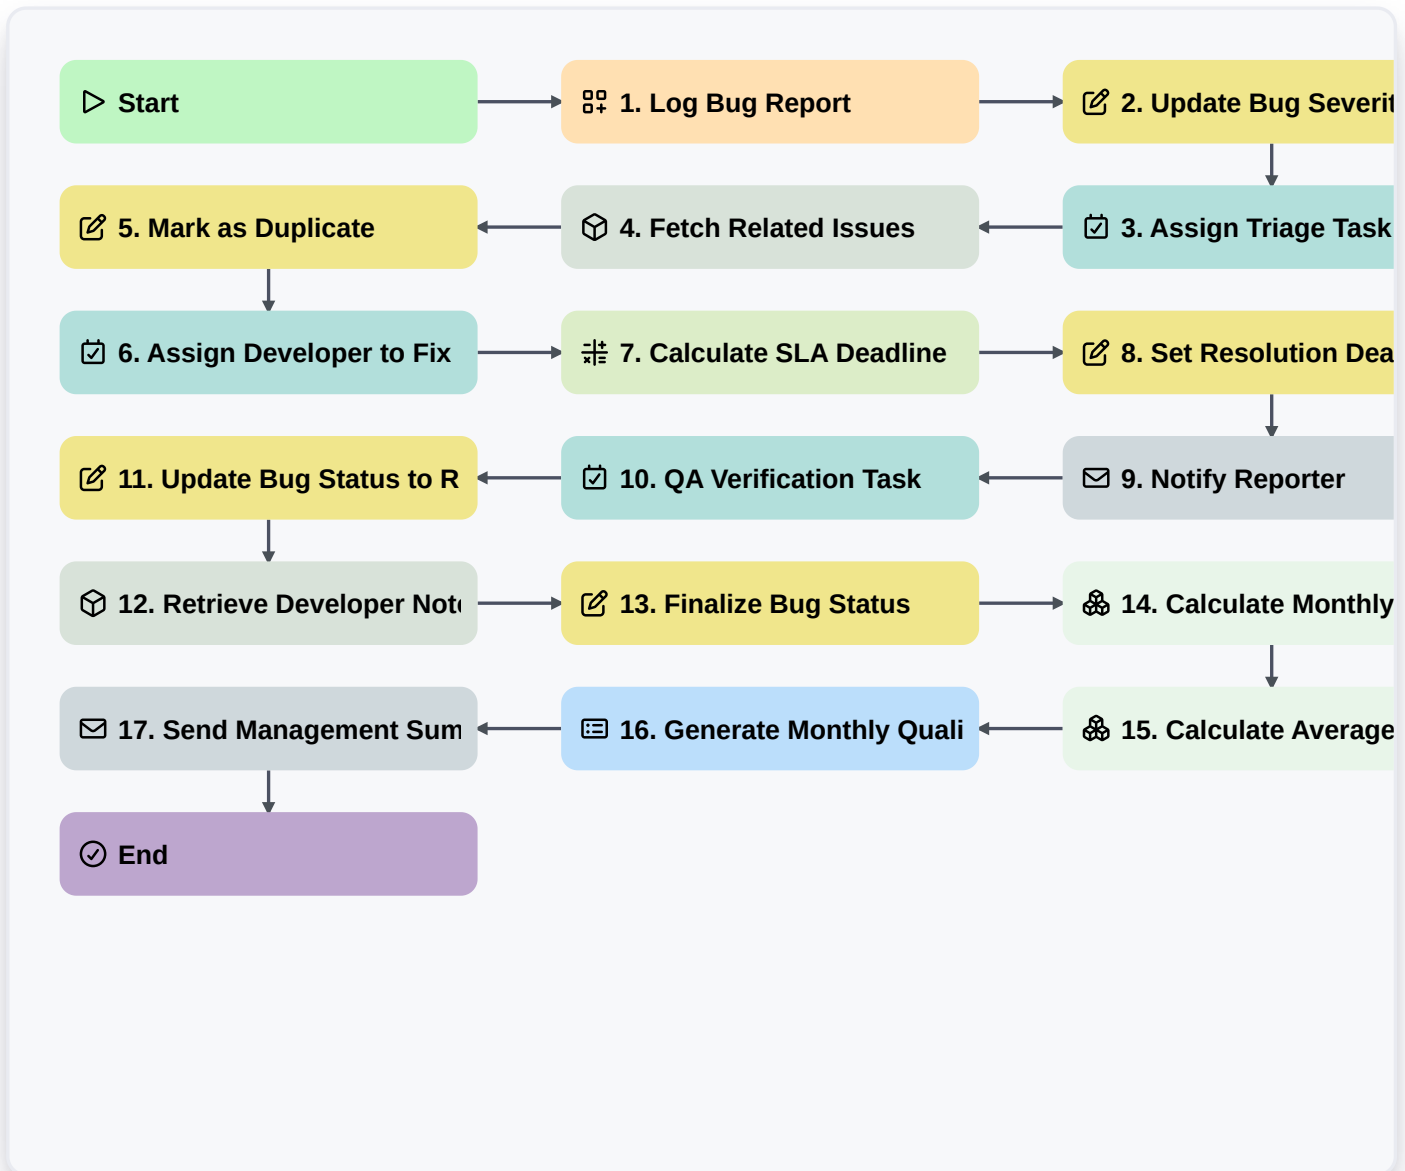 Start
1. Log Bug Report
2. Update Bug Severit
5. Mark as Duplicate
4. Fetch Related Issues
3. Assign Triage Task
6. Assign Developer to Fix
7. Calculate SLA Deadline
8. Set Resolution Dea
11. Update Bug Status to R
10. QA Verification Task
9. Notify Reporter
12. Retrieve Developer Note
13. Finalize Bug Status
14. Calculate Monthly
17. Send Management Sum
16. Generate Monthly Quali
15. Calculate Average
End